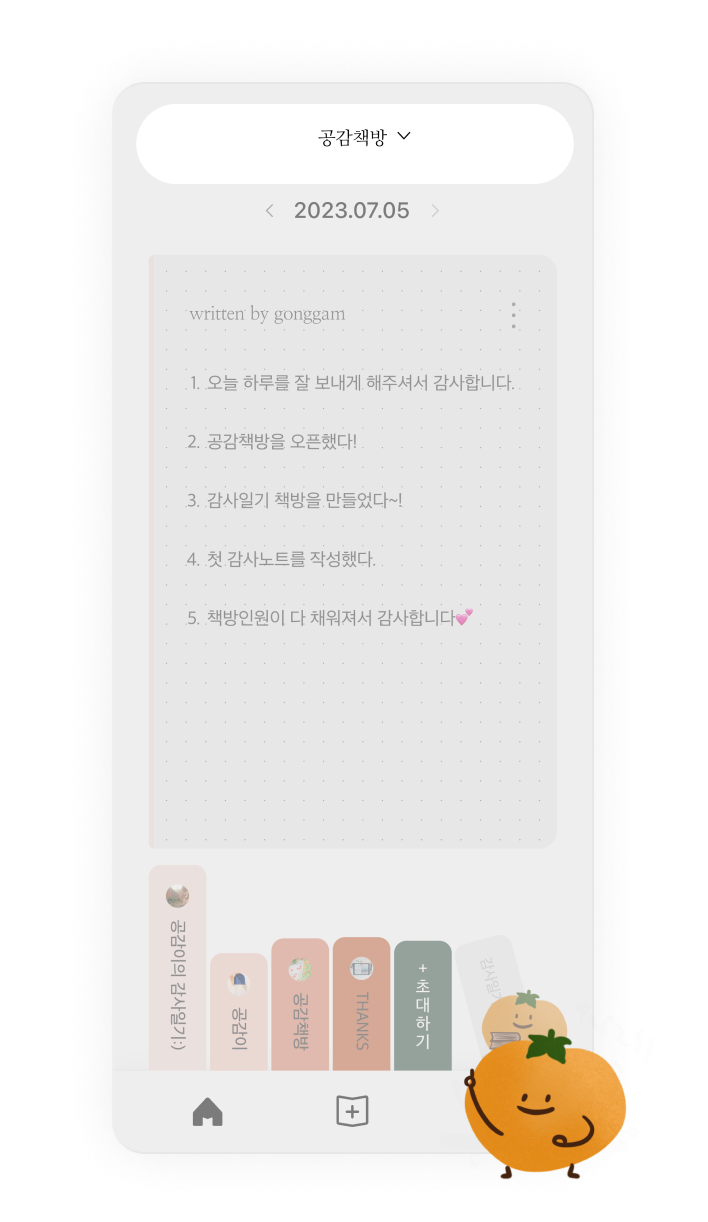 공감책방
2023.07.05
written by gonggam
1. 오늘 하루를 잘 보내게 해주셔서 감사합니다.
2. 공감책방을 오픈했다!
3. 감사일기 책방을 만들었다~!
4. 첫 감사노트를 작성했다.
5. 책방인원이 다 채워져서 감사합니다💕
공감이의 감사일기:)
공감이
공감책방
THANKS
+초대하기
감사일기